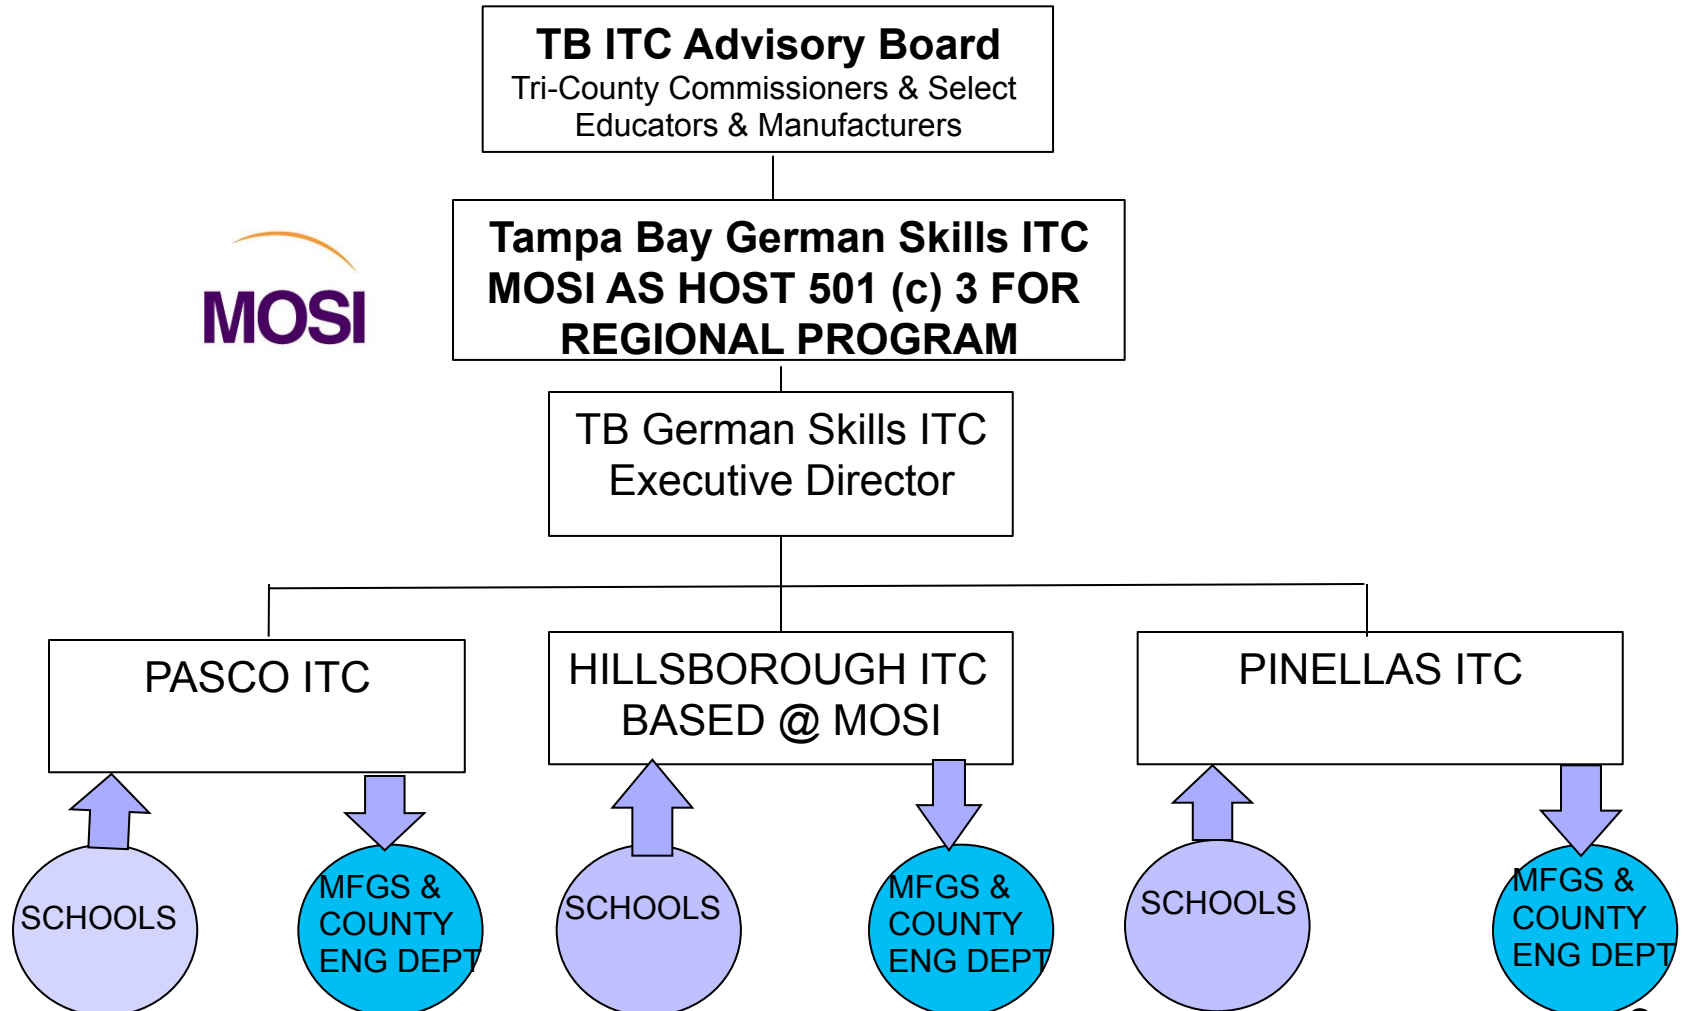 TB ITC Advisory Board
Tri-County Commissioners & Select
Educators & Manufacturers
MOSI
Tampa Bay German Skills ITC
MOSI AS HOST 501 (c) 3 FOR
REGIONAL PROGRAM
TB German Skills ITC
Executive Director
PASCO ITC
HILLSBOROUGH ITC
BASED @ MOSI
PINELLAS ITC
SCHOOLS
MFGS &
COUNTY
ENG DEPT
SCHOOLS
MFGS &
COUNTY
ENG DEPT
SCHOOLS
MFGS &
COUNTY
ENG DEPT